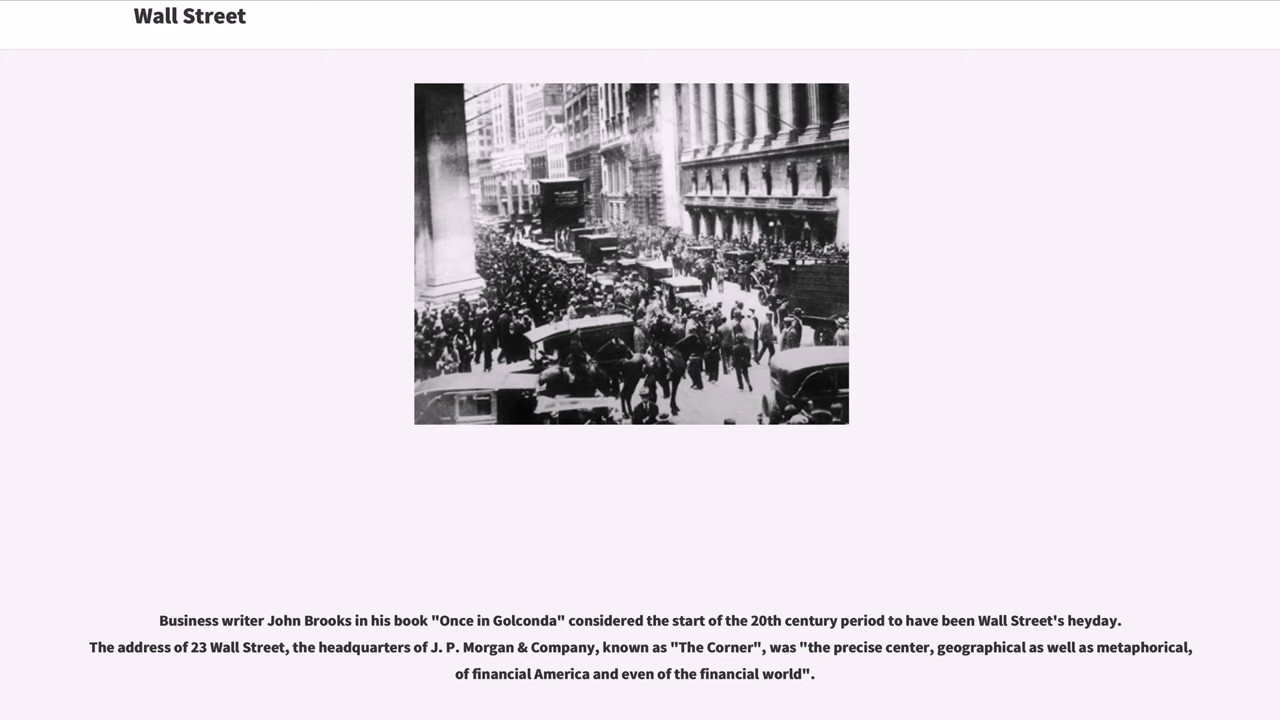 Wall Street
Business writer John Brooks in his book "Once in Golconda" considered the start of the 20th century period to have been Wall Street's heyday.
The address of 23 Wall Street, the headquarters of J. P. Morgan & Company, known as "The Corner", was "the precise center, geographical as well as metaphorical,
of financial America and even of the financial world".